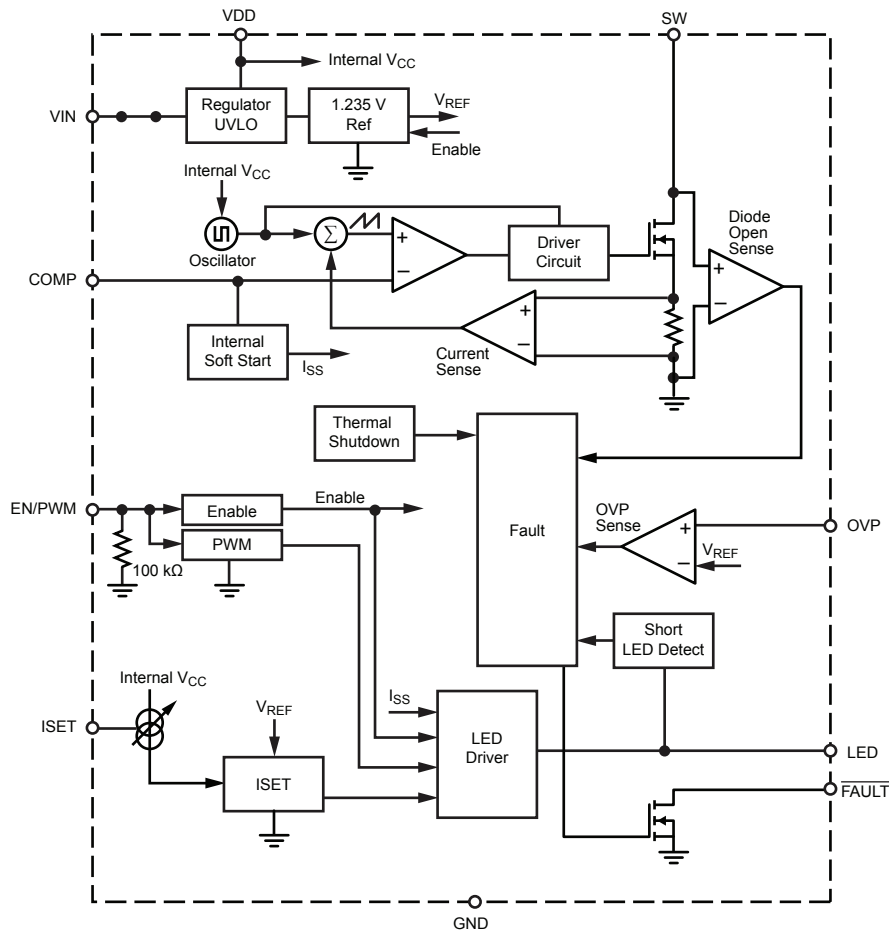 VDD
SW
Internal VCC
VIN
Regulator
UVLO
1.235 V
Ref
VREF
Enable
Internal VCC
Oscillator
Σ
+
−
Driver
Circuit
Diode
Open
Sense
+
−
COMP
Internal
Soft Start
ISS
Current
Sense
+
−
Thermal
Shutdown
EN/PWM
Enable
Enable
PWM
100 kΩ
Fault
OVP
Sense
+
−
VREF
OVP
Short
LED Detect
Internal VCC
ISET
VREF
ISET
ISS
LED
Driver
LED
FAULT
GND